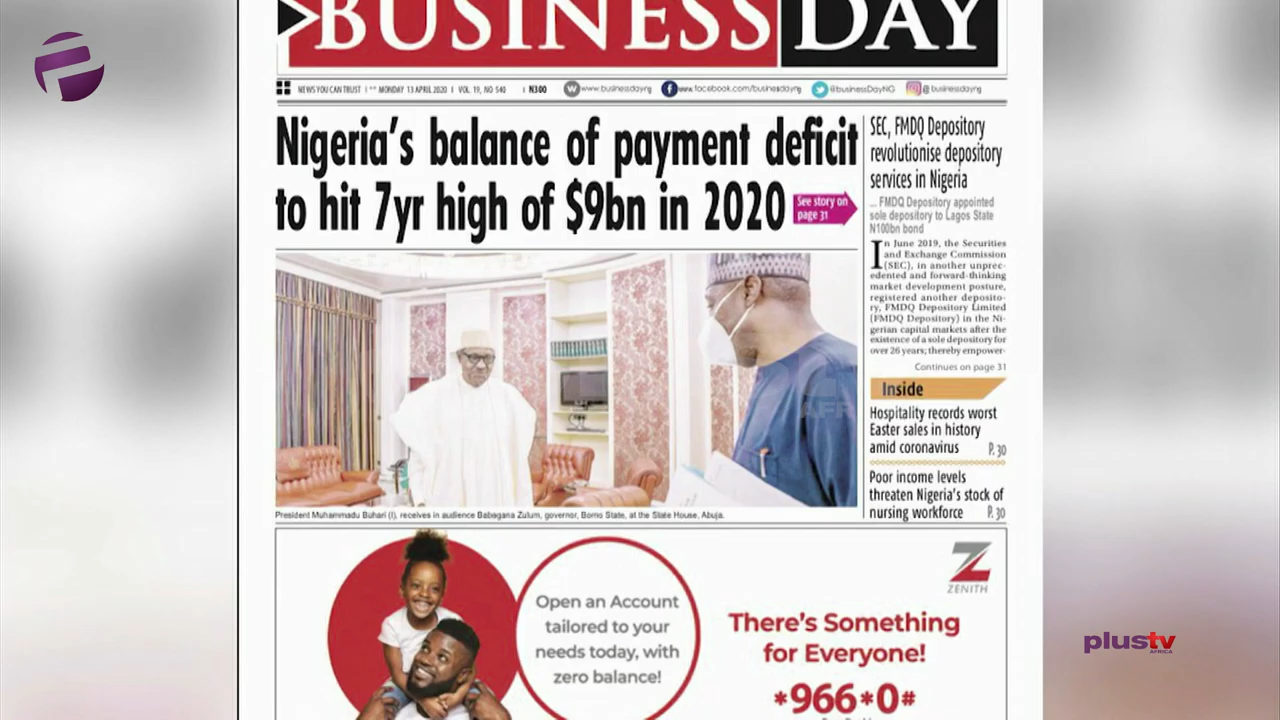 BUSINESS DAY
NEWS YOU CAN TRUST I ** MONDAY 13 APRIL 2020 I VOL. 19, NO 540 I N300
www.businessday.ng
www.facebook.com/businessdayng
@businessDayNG
@businessdayng
Nigeria's balance of payment deficit
to hit 7yr high of $9bn in 2020
See story on
page 31
President Muhammadu Buhari (l), receives in audience Babagana Zulum, governor, Borno State, at the State House, Abuja.
SEC, FMDQ Depository
revolutionise depository
services in Nigeria
... FMDQ Depository appointed
sole depository to Lagos State
N100bn bond
In June 2019, the Securities
and Exchange Commission
(SEC), in another unprec-
edented and forward-thinking
market development posture,
registered another deposito-
ry, FMDQ Depository Limited
(FMDQ Depository) in the Ni-
gerian capital markets after the
existence of a sole depository for
over 26 years; thereby empower-
Continues on page 31
Inside
Hospitality records worst
Easter sales in history
amid coronavirus P. 30
Poor income levels
threaten Nigeria's stock of
nursing workforce P. 30
Open an Account
tailored to your
needs today, with
zero balance!
ZENITH
There's Something
for Everyone!
*966*0#
plustv
AFRICA